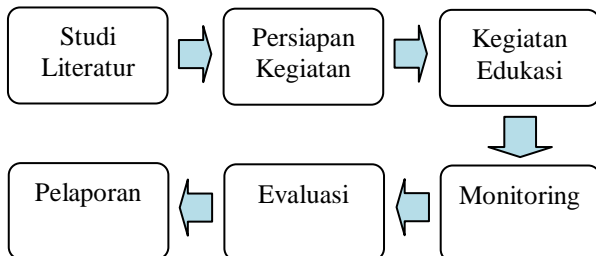 Studi
Literatur
Persiapan
Kegiatan
Kegiatan
Edukasi
Monitoring
Evaluasi
Pelaporan